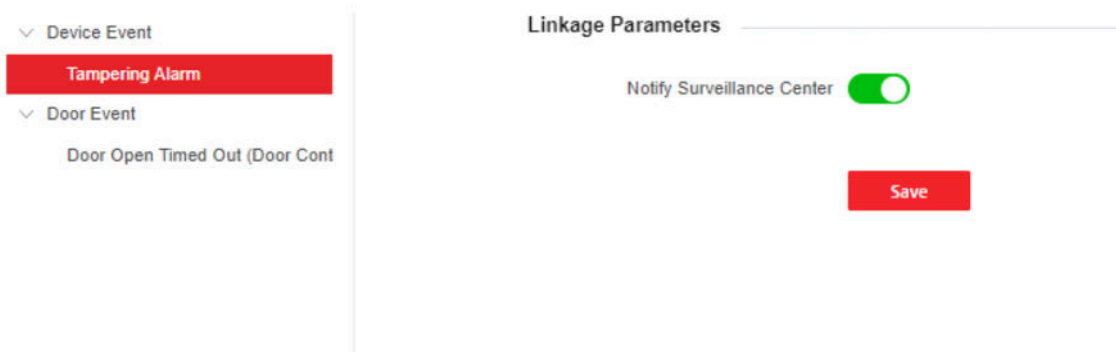 Device Event
Tampering Alarm
Door Event
Door Open Timed Out (Door Cont
Linkage Parameters
Notify Surveillance Center
Save